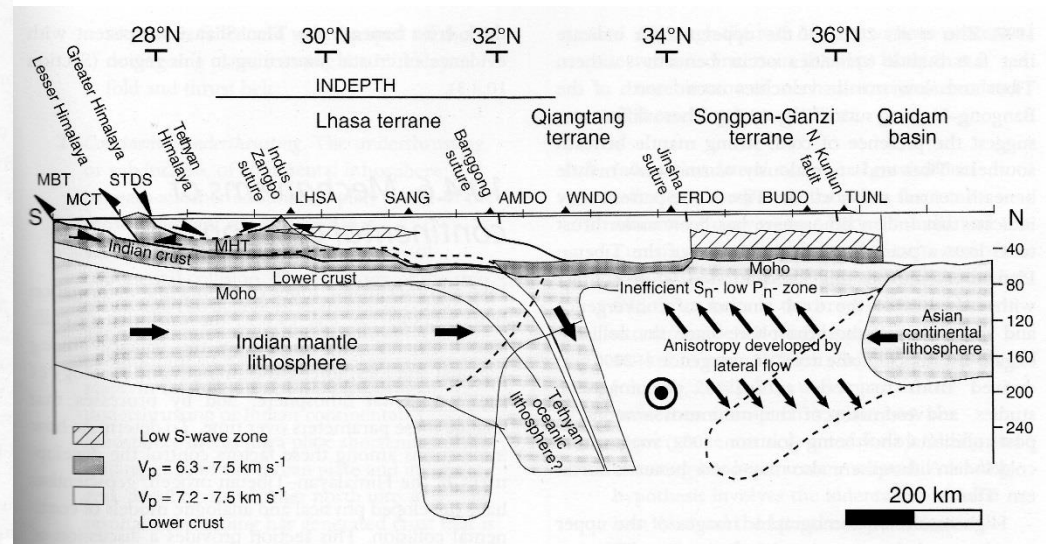 28°N
30°N
32°N
34°N
36°N
INDEPTH
Lesser Himalaya
Greater Himalaya
Tethyan
Himalaya
Indus
Zangbo
suture
Lhasa terrane
Banggong
suture
Qiangtang
terrane
Jinsha
suture
Songpan-Ganzi
terrane
N. Kunlun
fault
Qaidam
basin
MBT
MCT
STDS
LHSA
SANG
AMDO
WNDO
ERDO
BUDO
TUNL
S
N
MHT
Indian crust
Lower crust
Moho
Moho
40
80
120
160
200
240
Inefficient Sn- low Pn- zone
Indian mantle
lithosphere
Anisotropy developed by
lateral flow
Asian
continental
lithosphere
Tethyan
oceanic
lithosphere?
Low S-wave zone
Vp = 6.3 - 7.5 km s-1
Vp = 7.2 - 7.5 km s-1
Lower crust
200 km